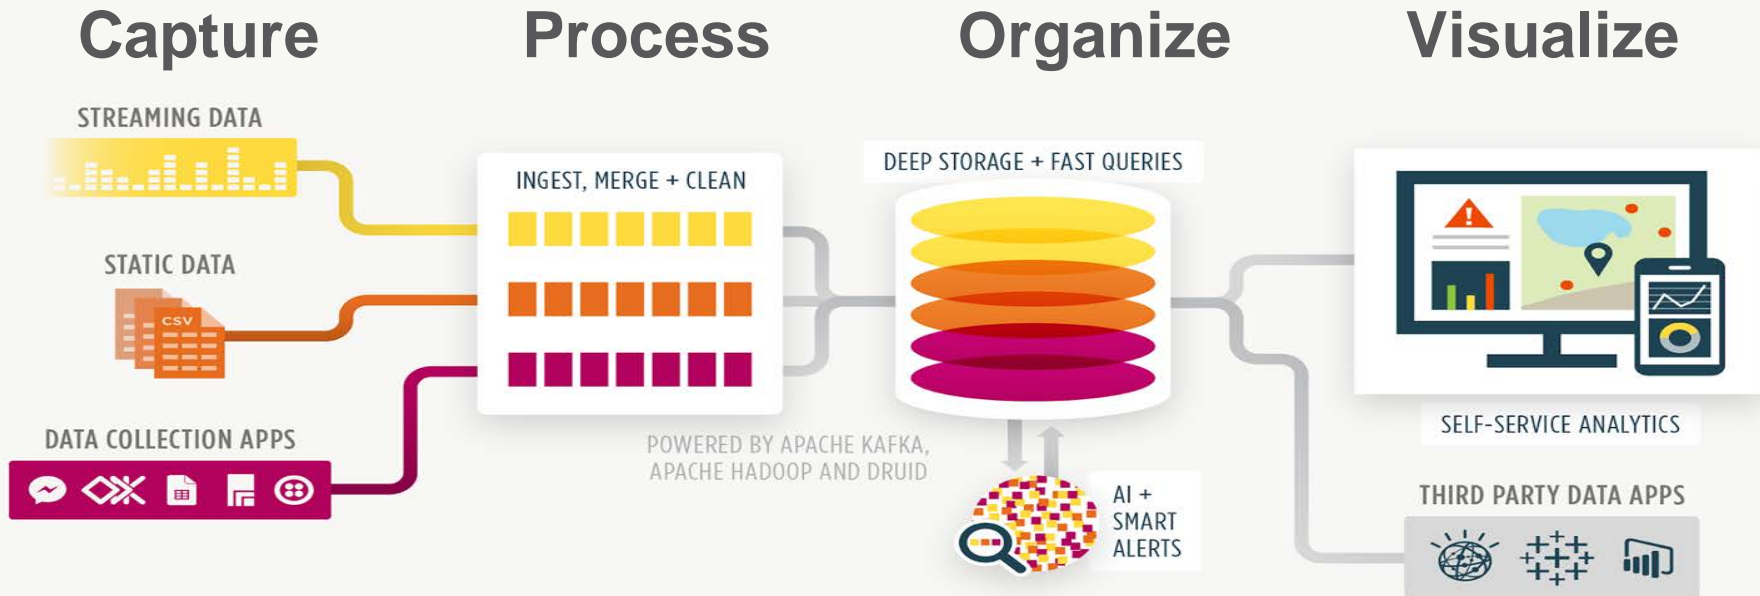 Capture
Process
Organize
Visualize
STREAMING DATA
STATIC DATA
CSV
DATA COLLECTION APPS
INGEST, MERGE + CLEAN
POWERED BY APACHE KAFKA,
APACHE HADOOP AND DRUID
DEEP STORAGE + FAST QUERIES
AI +
SMART
ALERTS
SELF-SERVICE ANALYTICS
THIRD PARTY DATA APPS